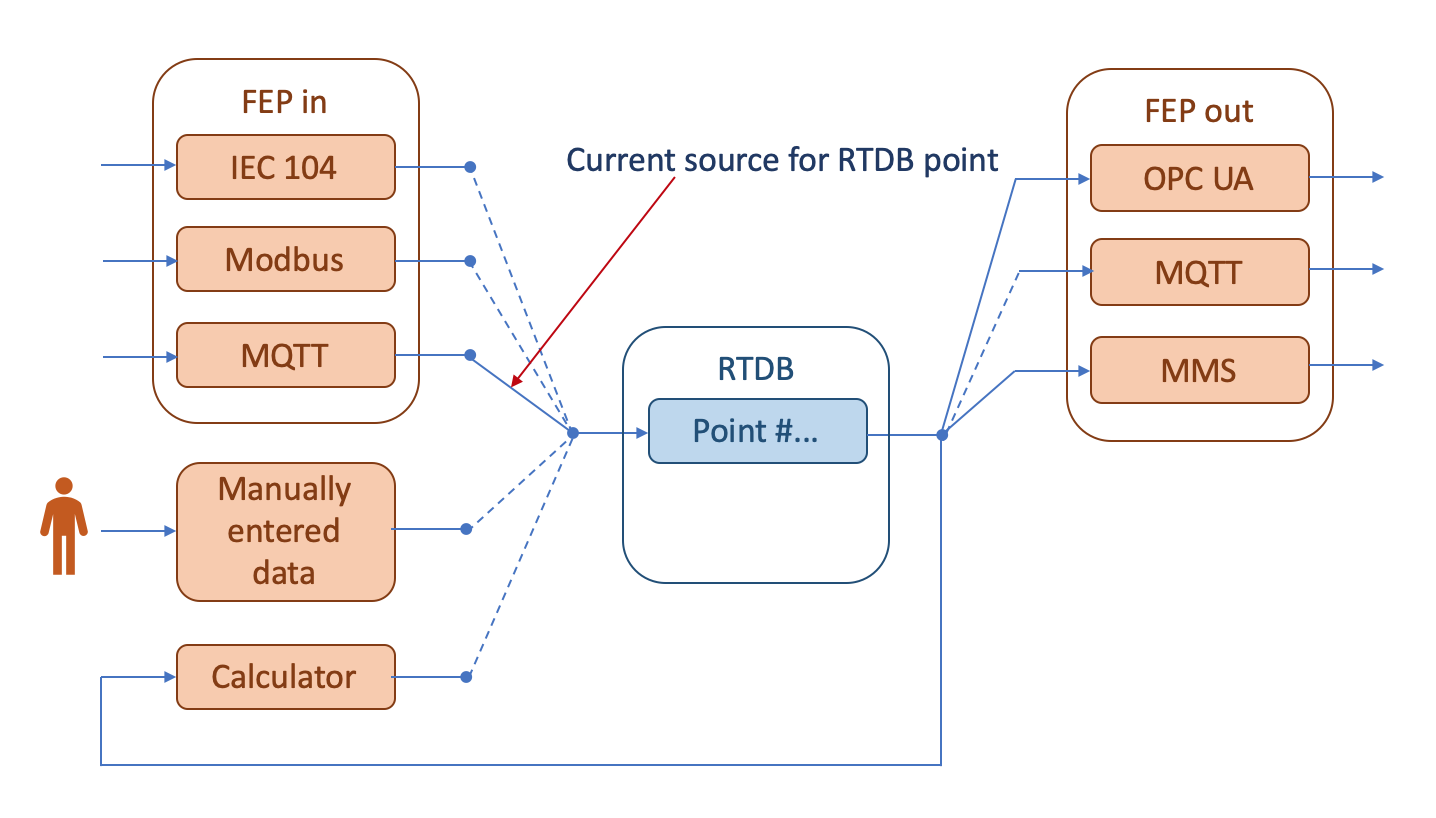 FEP in
IEC 104
Modbus
MQTT
Manually
entered
data
Calculator
Current source for RTDB point
RTDB
Point #...
FEP out
OPC UA
MQTT
MMS